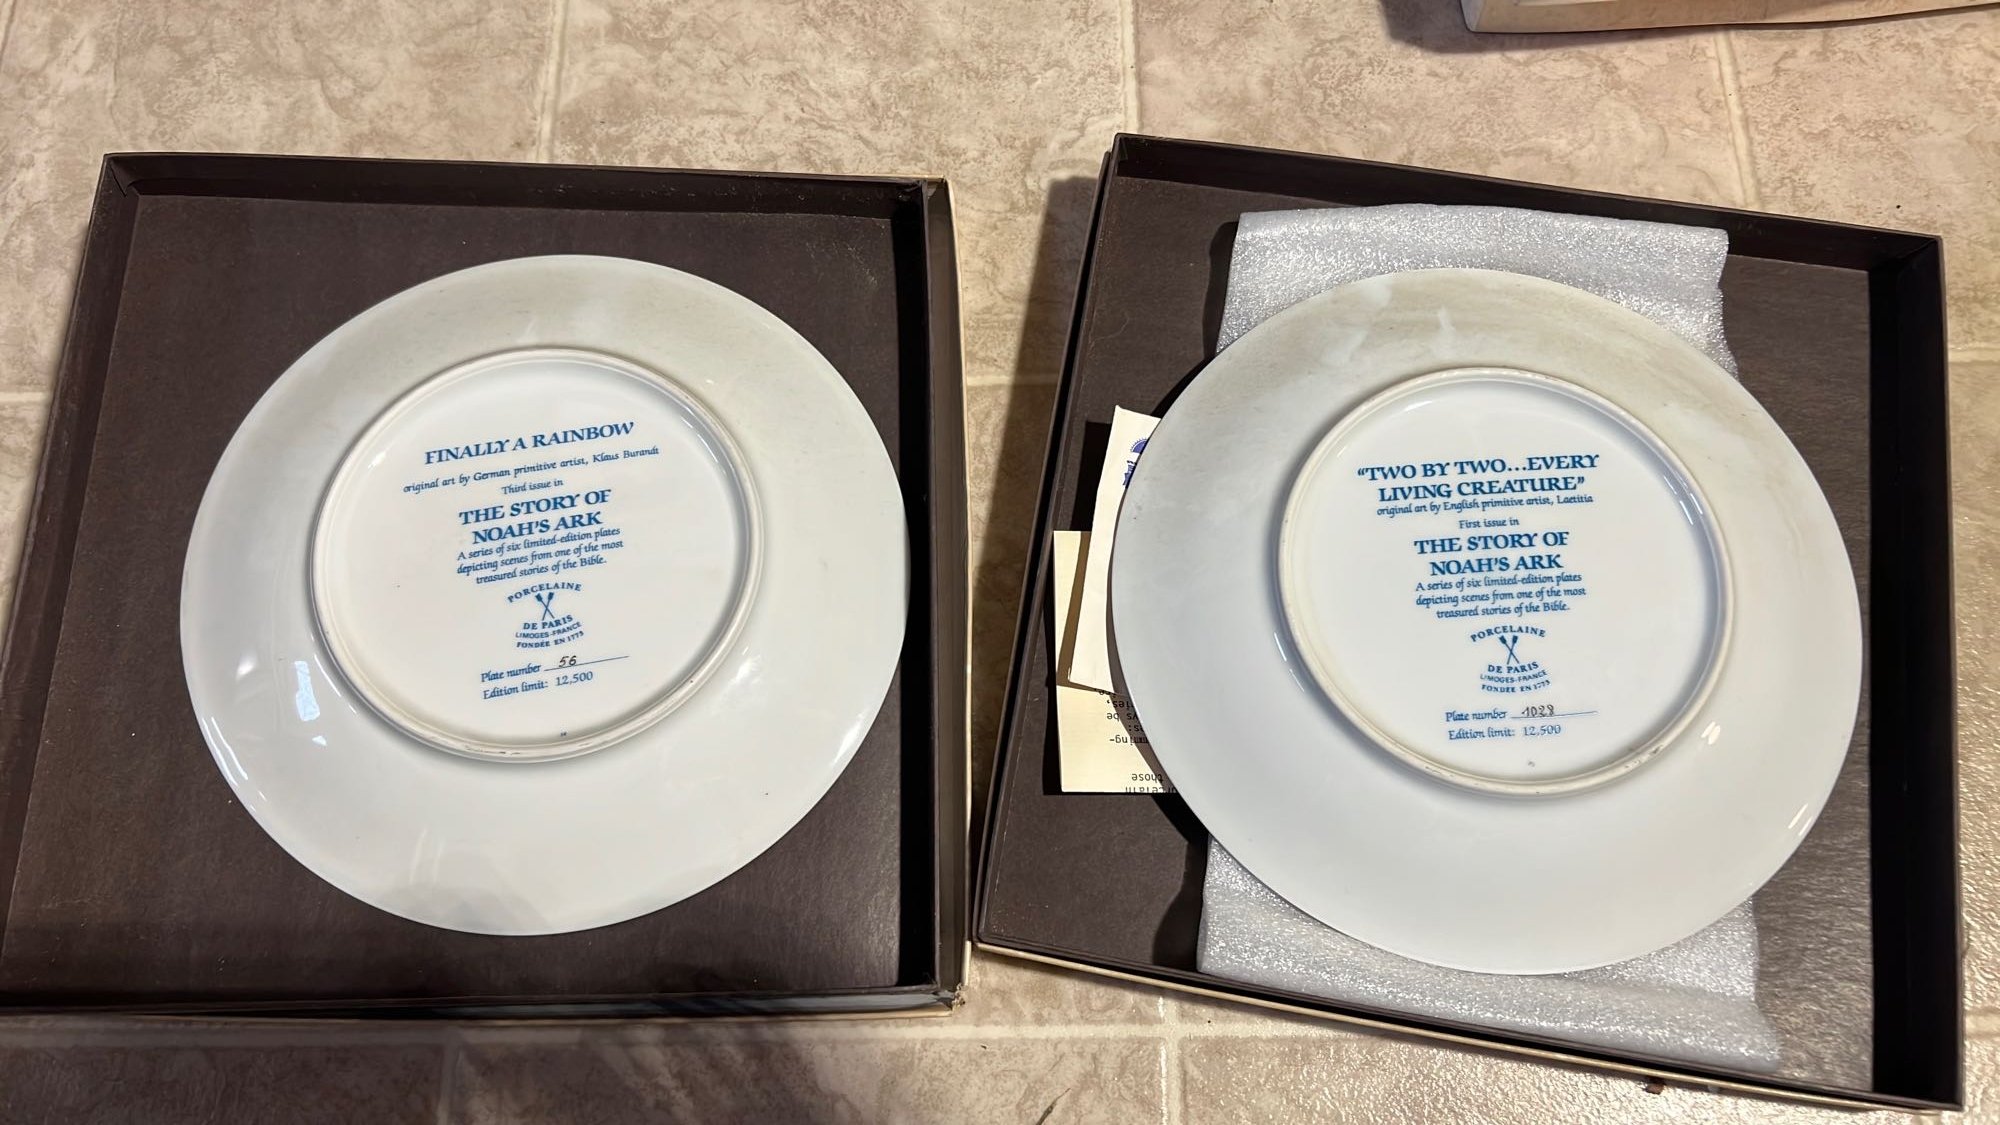 FINALLY A RAINBOW
original art by German primitive artist, Klaus Burandt
Third issue in
THE STORY OF
NOAH'S ARK
A series of six limited-edition plates
depicting scenes from one of the most
treasured stories of the Bible.
PORCELAINE
DE PARIS
LIMOGES-FRANCE
FONDÉE EN 1773
Plate number 56
Edition limit: 12,500
“TWO BY TWO...EVERY
LIVING CREATURE”
original art by English primitive artist, Laetitia
First issue in
THE STORY OF
NOAH'S ARK
A series of six limited-edition plates
depicting scenes from one of the most
treasured stories of the Bible.
PORCELAINE
DE PARIS
LIMOGES-FRANCE
FONDÉE EN 1773
Plate number 1028
Edition limit: 12,500
those